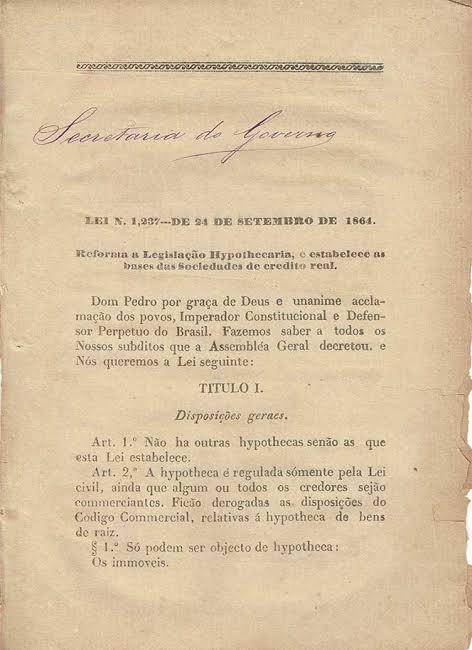 Secretaria do Governo
LEI N. 1,237---DE 24 DE SETEMBRO DE 1864.
Reforma a Legislação Hypothecaria, e estabelece as
bases das Sociedades de credito real.
Dom Pedro por graça de Deus e unanime accla-
mação dos povos, Imperador Constitucional e Defen-
sor Perpetuo do Brasil. Fazemos saber a todos os
Nossos subditos que a Assembléa Geral decretou, e
Nós queremos a Lei seguinte:
TITULO I.
Disposições geraes.
Art. 1.º Não ha outras hypothecas senão as que
esta Lei estabelece.
Art. 2,º A hypotheca é regulada sómente pela Lei
civil, ainda que algum ou todos os credores sejão
commerciantes. Ficão derogadas as disposições do
Codigo Commercial, relativas á hypotheca de bens
de raiz.
§ 1.º Só podem ser objecto de hypotheca:
Os immoveis.